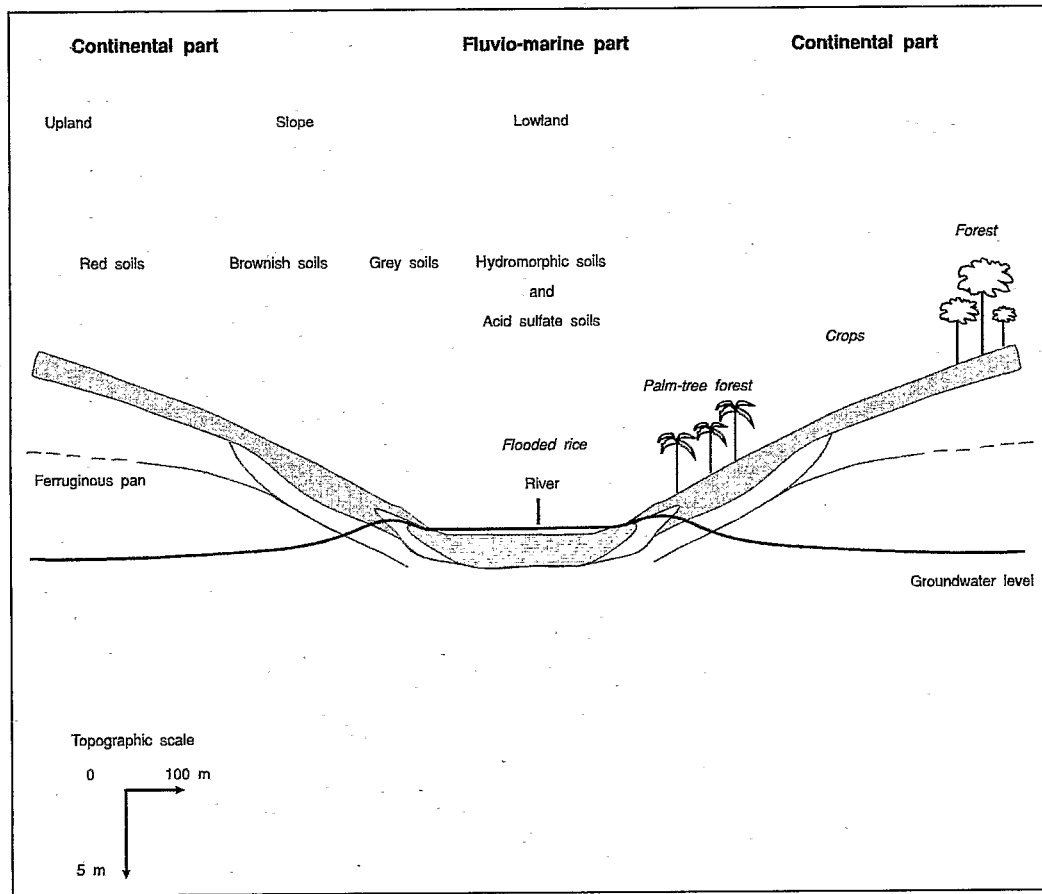 Continental part
Fluvio-marine part
Continental part
Upland
Slope
Lowland
Forest
Red soils
Brownish soils
Grey soils
Hydromorphic soils
and
Acid sulfate soils
Crops
Palm-tree forest
Flooded rice
Ferruginous pan
River
Groundwater level
Topographic scale
0
100 m
5 m